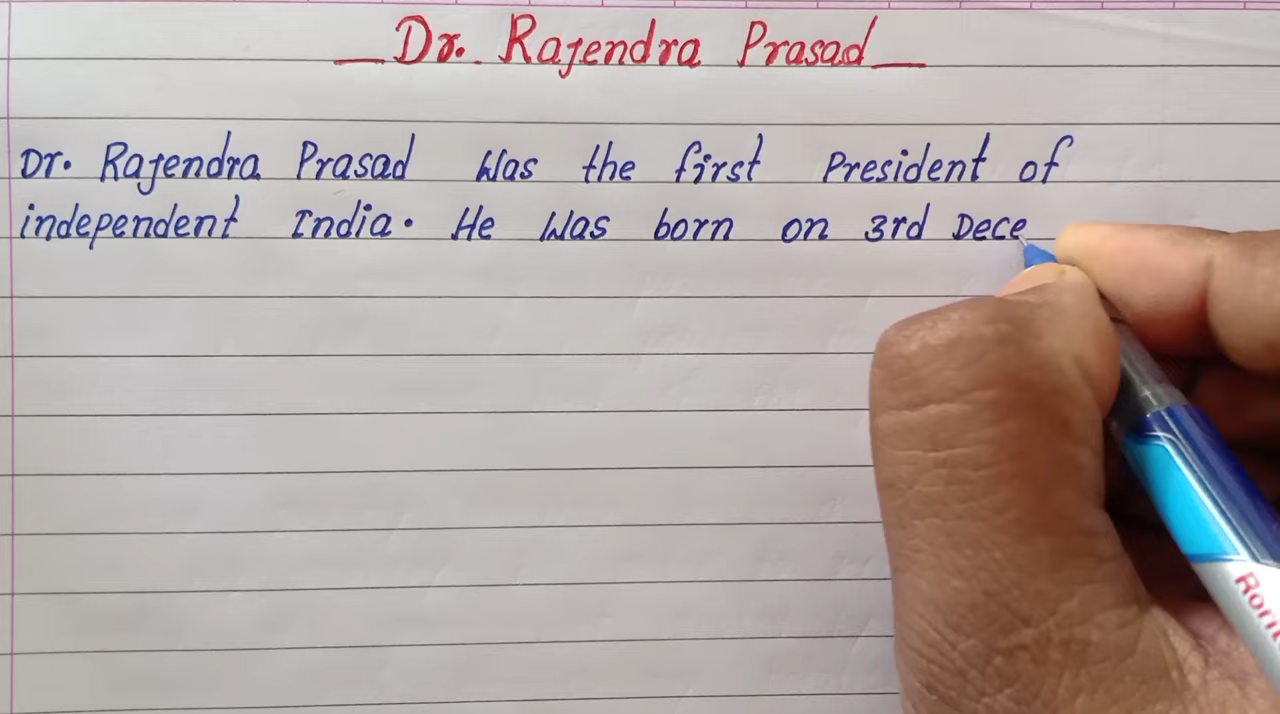 Dr. Rajendra Prasad
Dr. Rajendra Prasad was the first President of
independent India. He was born on 3rd Dece